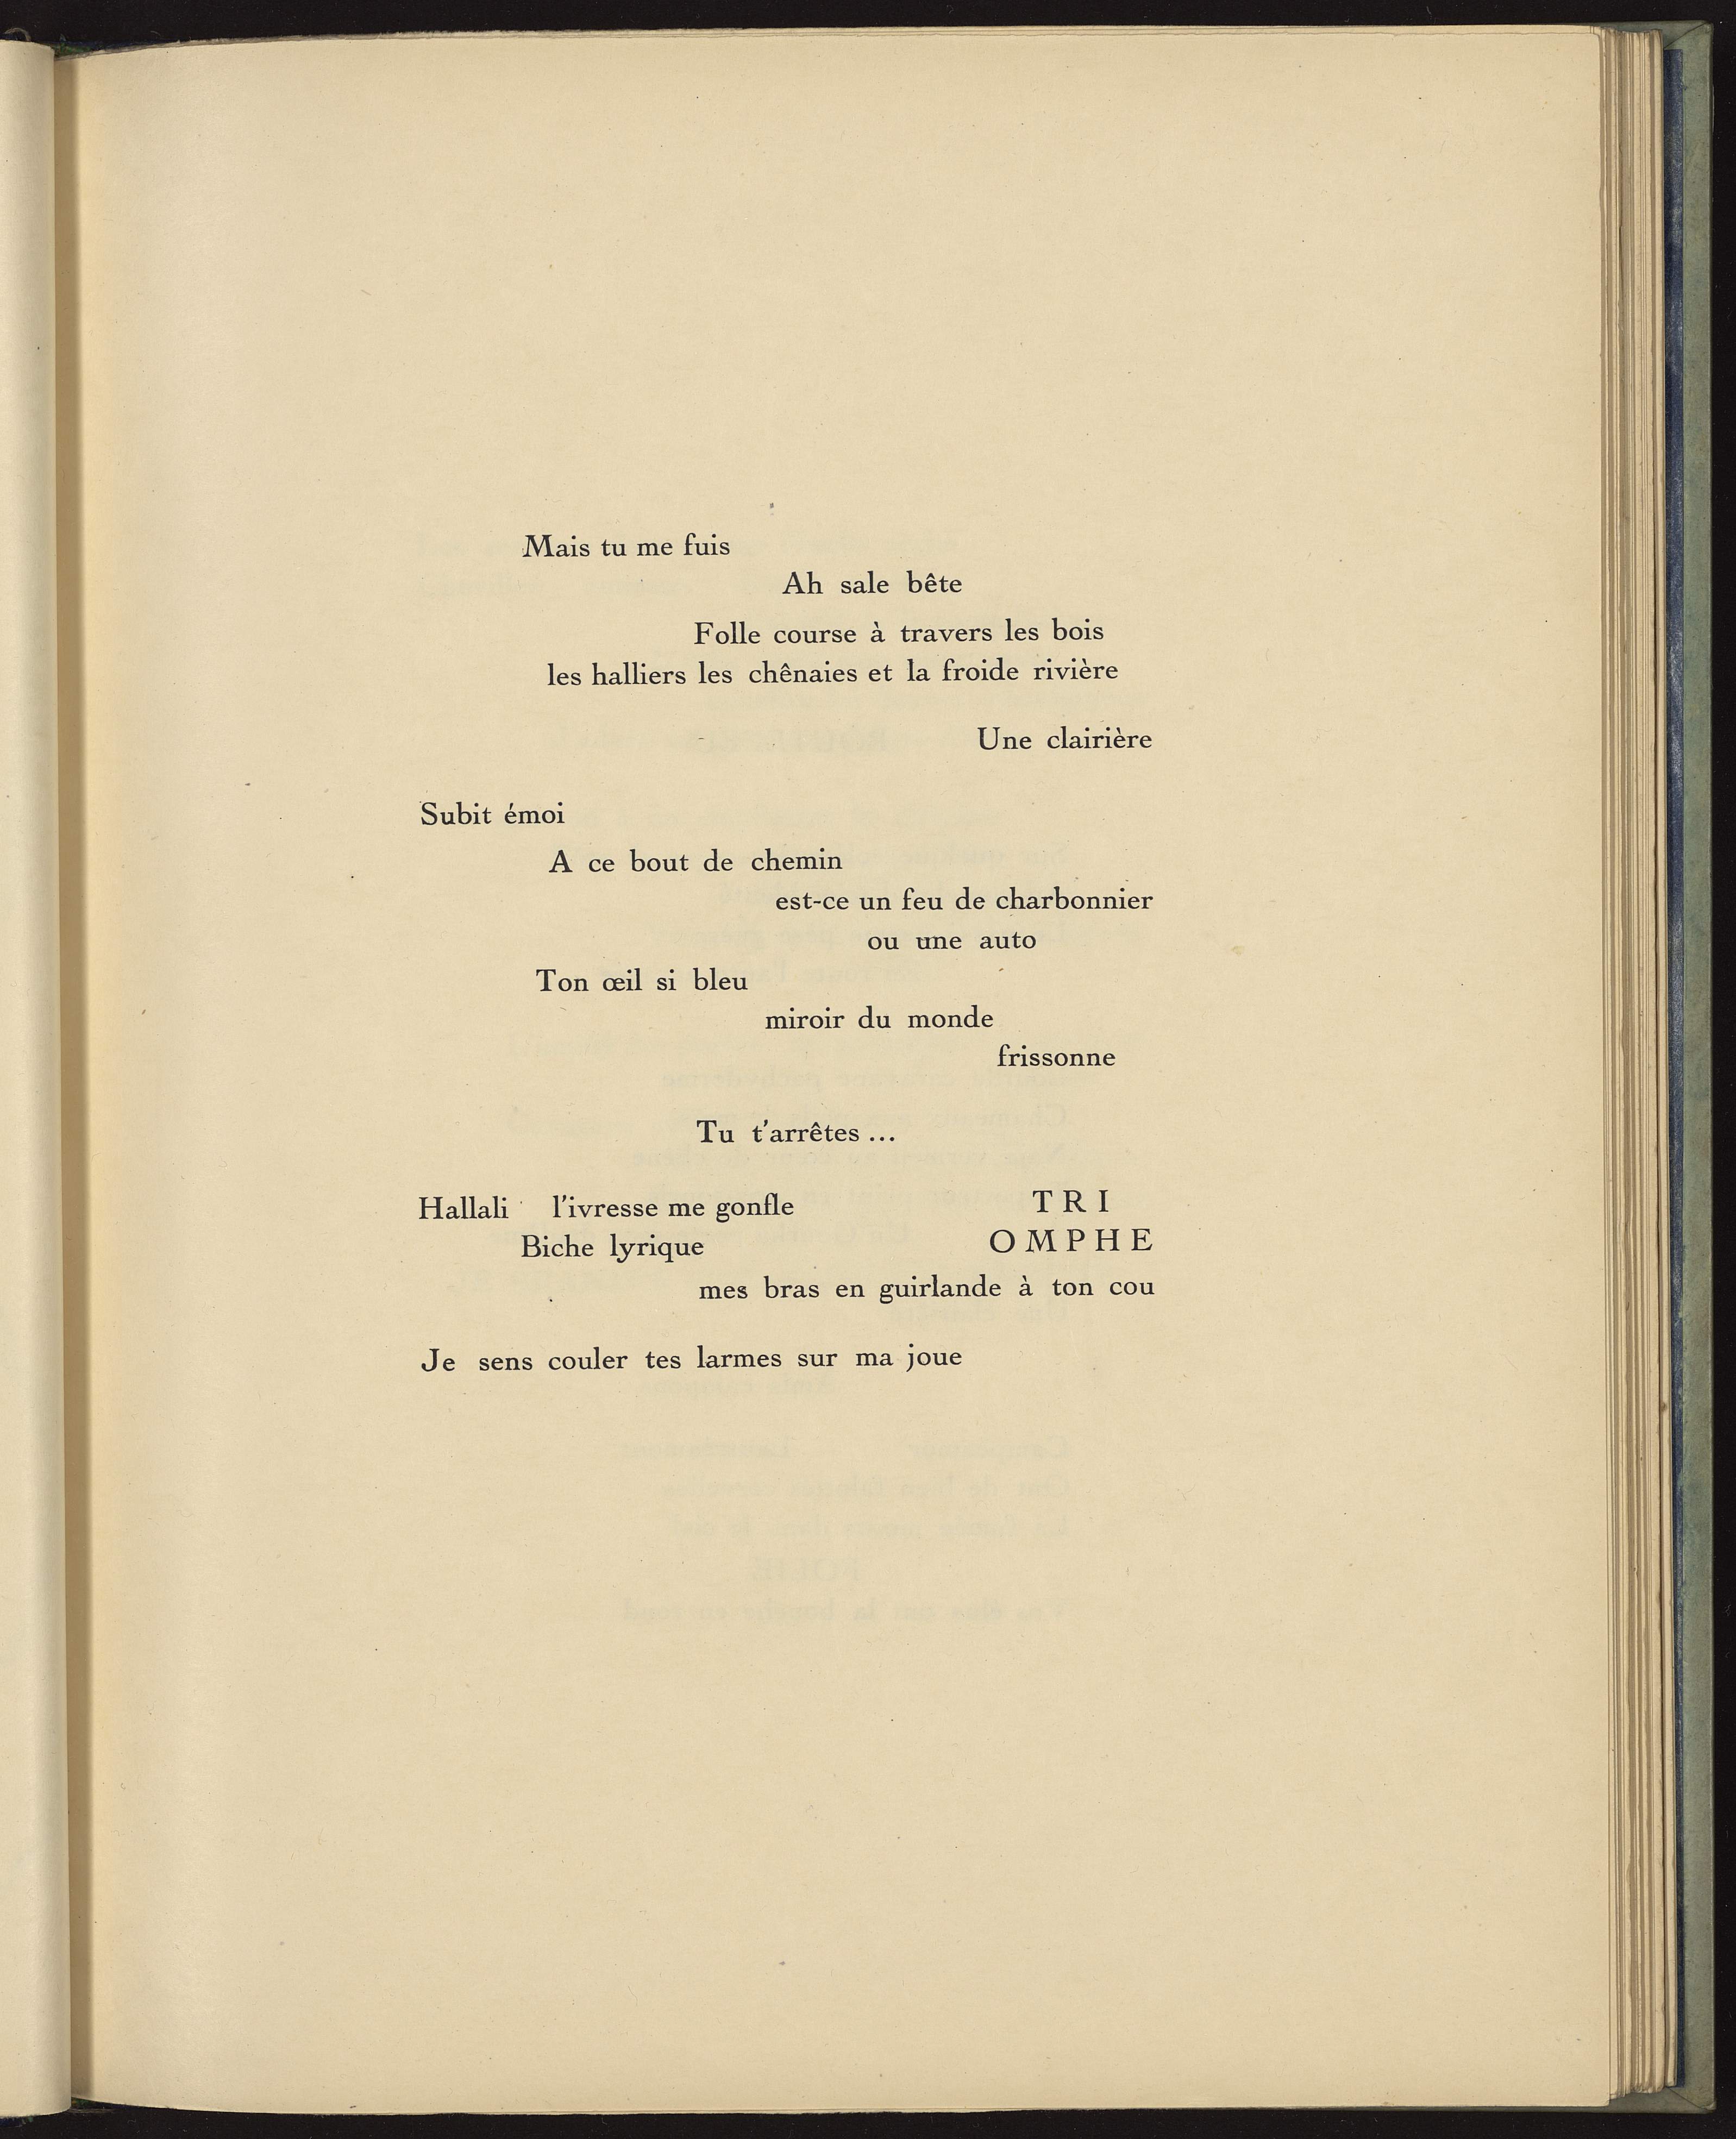 Mais tu me fuis
Ah sale bête
Folle course à travers les bois
les halliers les chênaies et la froide rivière
Une clairière
Subit émoi
A ce bout de chemin
est-ce un feu de charbonnier
ou une auto
Ton œil si bleu
miroir du monde
frissonne
Tu t'arrêtes ...
Hallali l'ivresse me gonfle TRI
Biche lyrique OMPHE
mes bras en guirlande à ton cou
Je sens couler tes larmes sur ma joue